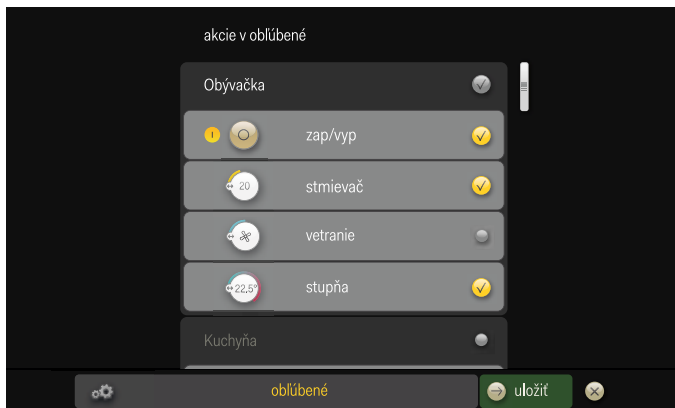 akcie v obľúbené
Obývačka
I zap/vyp
20 stmievač
vetranie
22.5° stupňa
Kuchyňa
obľúbené uložiť